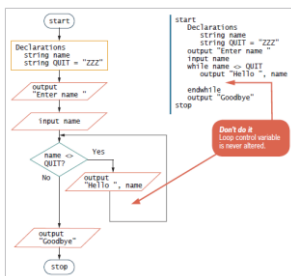 start
Declarations
string name
string QUIT = "ZZZ"
output
"Enter name "
input name
name <>
QUIT?
Yes
No
output
"Hello ", name
output
"Goodbye"
stop
start
Declarations
string name
string QUIT = "ZZZ"
output "Enter name "
input name
while name <> QUIT
output "Hello ", name
endwhile
output "Goodbye"
stop
Don't do it
Loop control variable
is never altered.